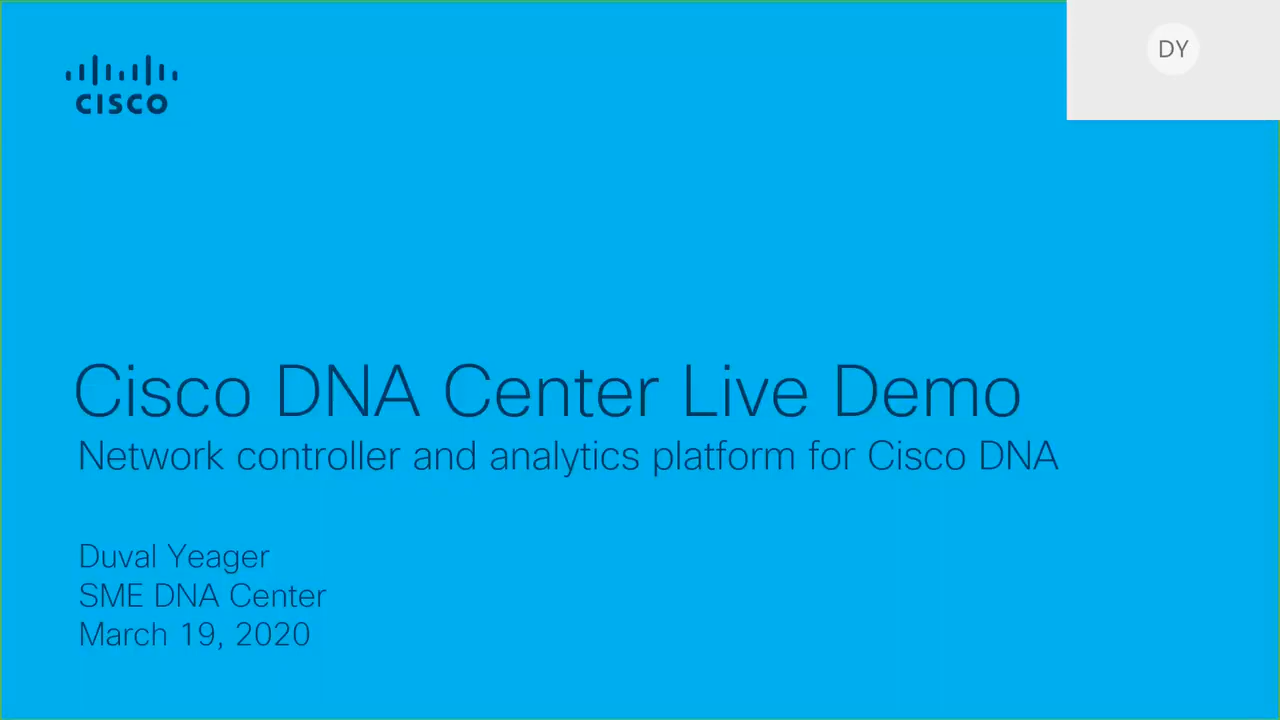 CISCO
DY
Cisco DNA Center Live Demo
Network controller and analytics platform for Cisco DNA
Duval Yeager
SME DNA Center
March 19, 2020